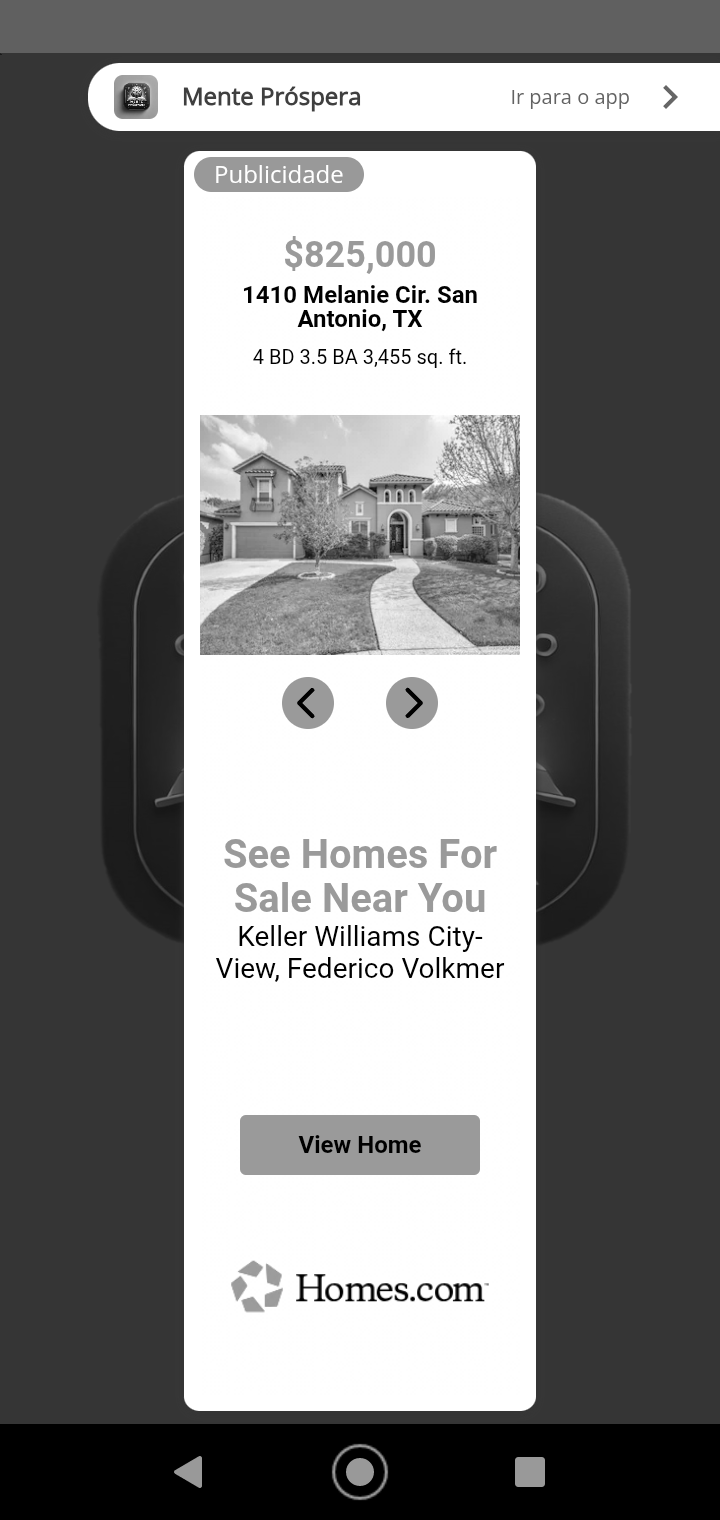 Mente Próspera
Ir para o app
Publicidade
$825,000
1410 Melanie Cir. San
Antonio, TX
4 BD 3.5 BA 3,455 sq. ft.
See Homes For
Sale Near You
Keller Williams City-
View, Federico Volkmer
View Home
Homes.com